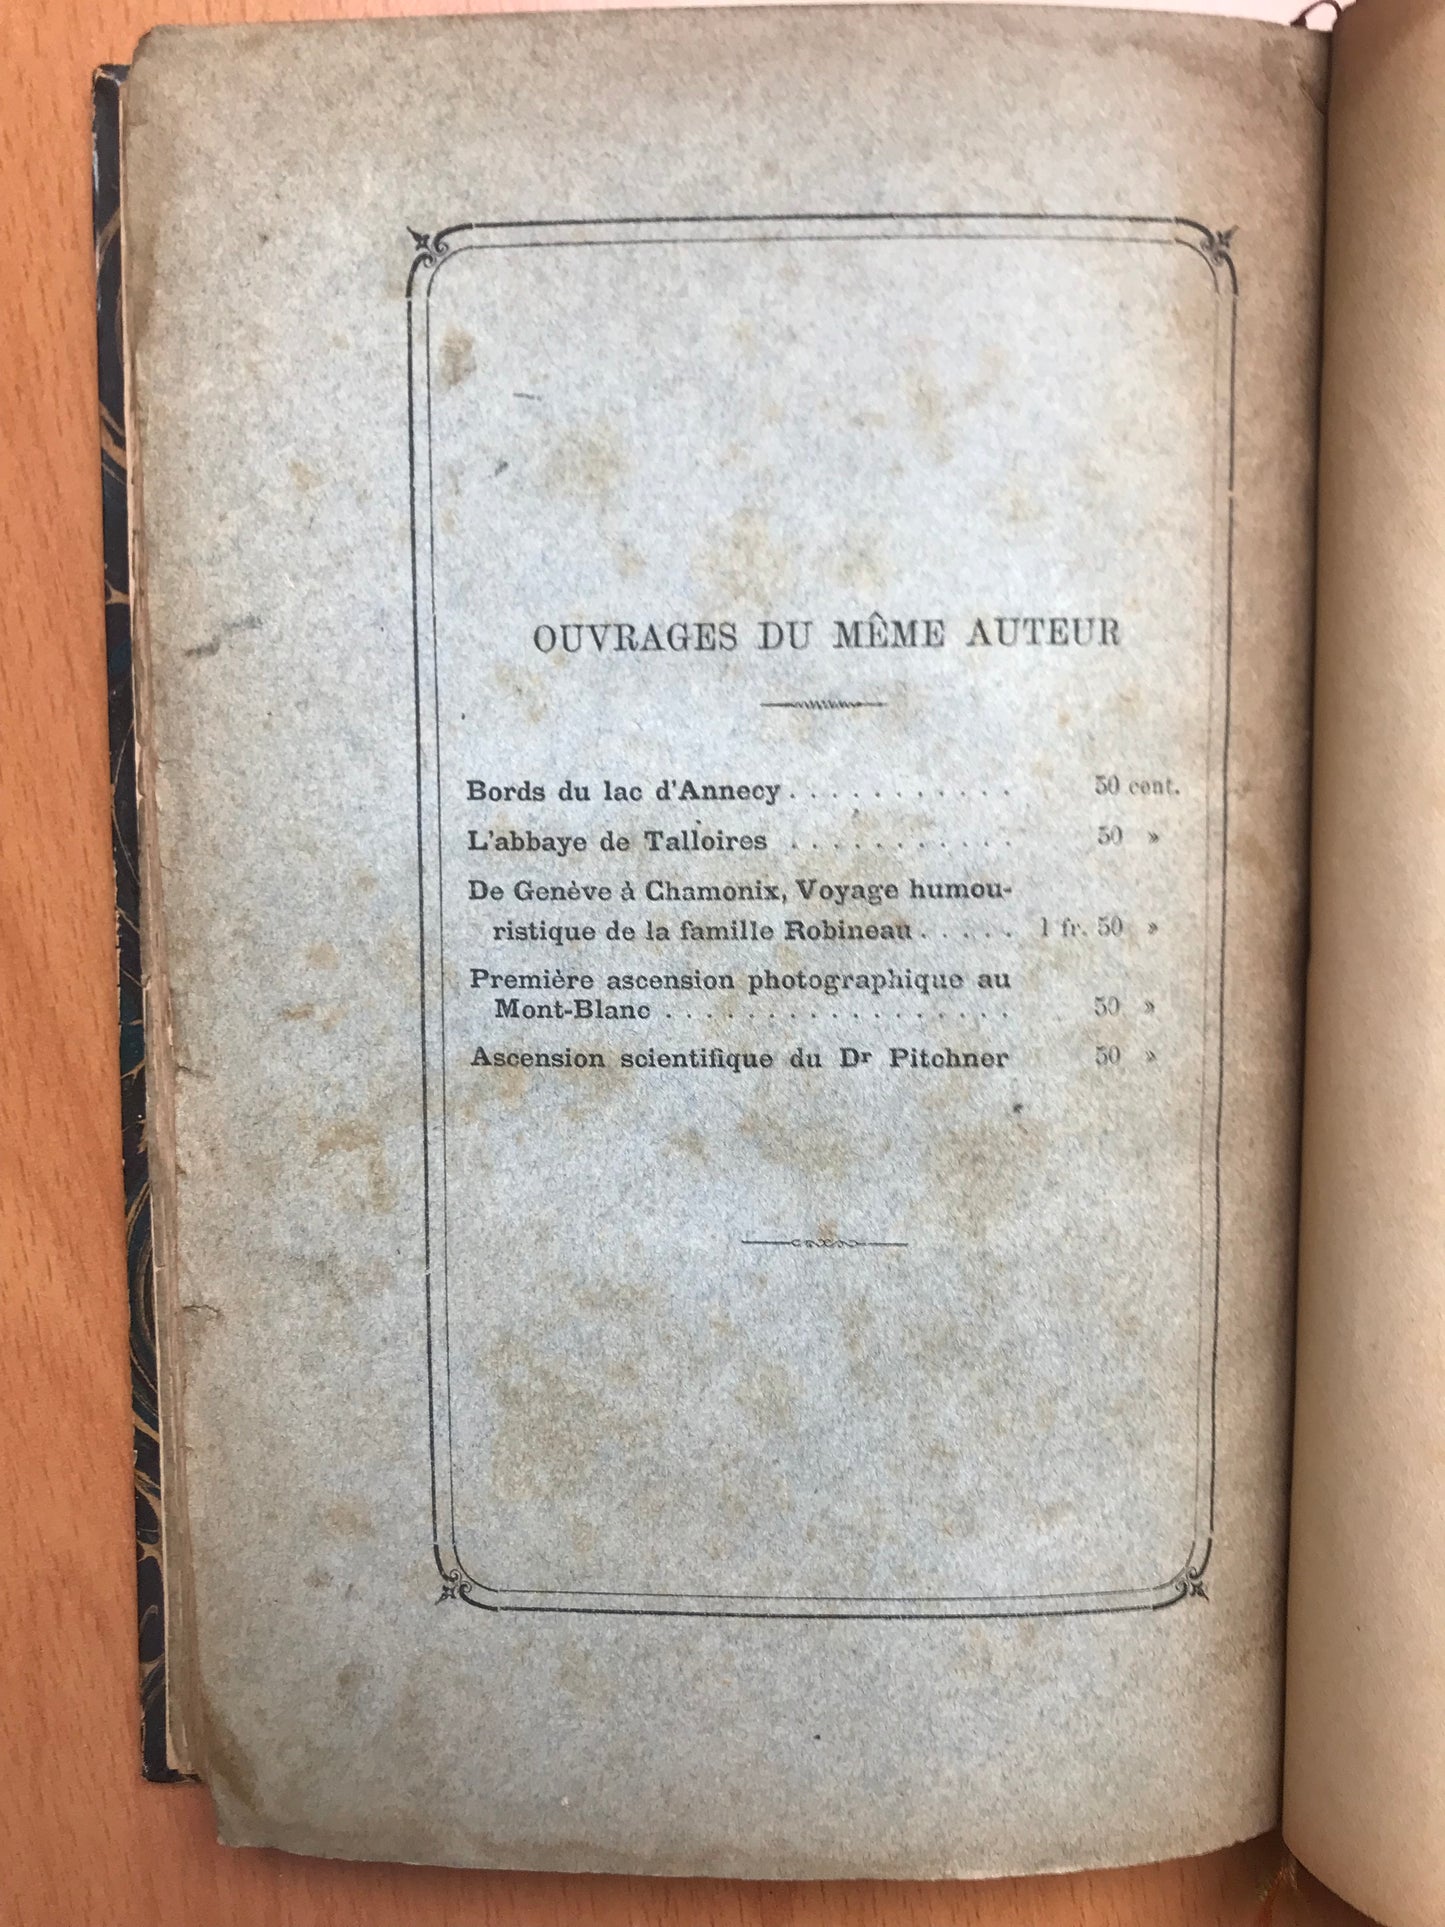 OUVRAGES DU MÊME AUTEUR
Bords du lac d'Annecy . . . . . . . . . . . 50 cent.
L'abbaye de Talloires . . . . . . . . . . . 50 »
De Genève à Chamonix, Voyage humou-
ristique de la famille Robineau . . . . . 1 fr. 50 »
Première ascension photographique au
Mont-Blanc . . . . . . . . . . . . . . . . . 50 »
Ascension scientifique du Dr Pitchner 50 »